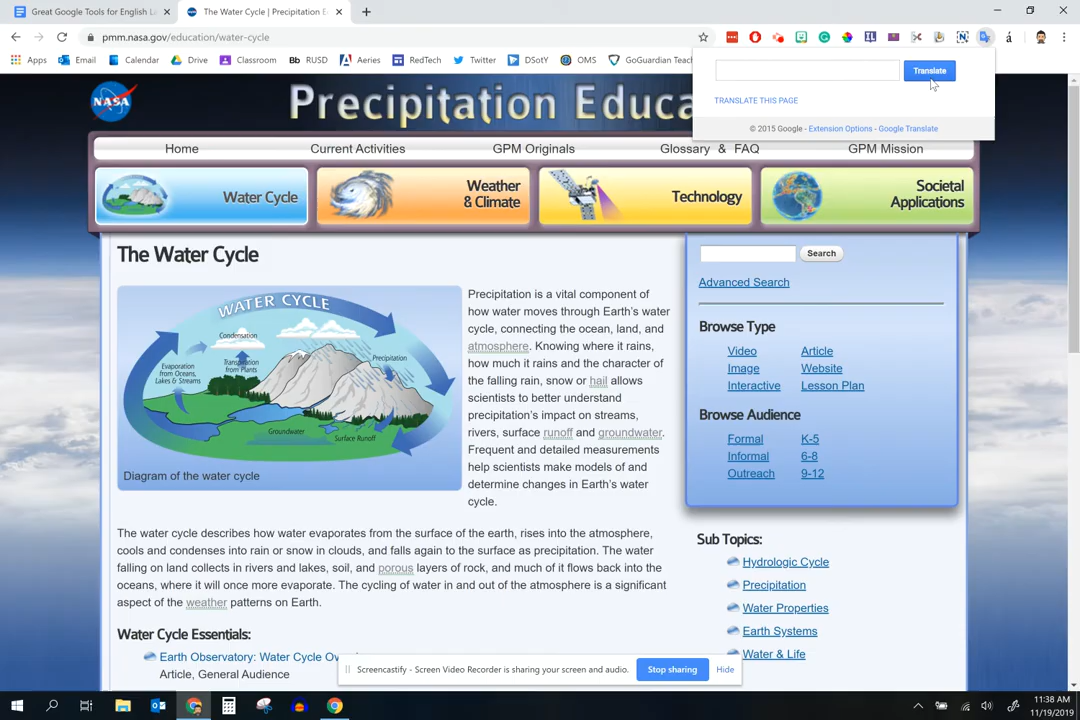 Great Google Tools for English La
The Water Cycle | Precipitation E
pmm.nasa.gov/education/water-cycle
Apps
Email
Calendar
Drive
Classroom
Bb RUSD
Aeries
RedTech
Twitter
DSotY
OMS
GoGuardian Teac
Translate
TRANSLATE THIS PAGE
© 2015 Google - Extension Options - Google Translate
NASA
Precipitation Educa
Home
Current Activities
GPM Originals
Glossary & FAQ
GPM Mission
Water Cycle
Weather
& Climate
Technology
Societal
Applications
The Water Cycle
WATER CYCLE
Condensation
Precipitation
Evaporation
from Oceans,
Lakes & Streams
Transpiration
from Plants
Groundwater
Surface Runoff
Diagram of the water cycle
Precipitation is a vital component of
how water moves through Earth's water
cycle, connecting the ocean, land, and
atmosphere. Knowing where it rains,
how much it rains and the character of
the falling rain, snow or hail allows
scientists to better understand
precipitation's impact on streams,
rivers, surface runoff and groundwater.
Frequent and detailed measurements
help scientists make models of and
determine changes in Earth's water
cycle.
The water cycle describes how water evaporates from the surface of the earth, rises into the atmosphere,
cools and condenses into rain or snow in clouds, and falls again to the surface as precipitation. The water
falling on land collects in rivers and lakes, soil, and porous layers of rock, and much of it flows back into the
oceans, where it will once more evaporate. The cycling of water in and out of the atmosphere is a significant
aspect of the weather patterns on Earth.
Water Cycle Essentials:
Earth Observatory: Water Cycle Ov
Article, General Audience
Search
Advanced Search
Browse Type
Video
Article
Image
Website
Interactive
Lesson Plan
Browse Audience
Formal
K-5
Informal
6-8
Outreach
9-12
Sub Topics:
Hydrologic Cycle
Precipitation
Water Properties
Earth Systems
Water & Life
Screencastify - Screen Video Recorder is sharing your screen and audio.
Stop sharing
Hide
11:38 AM
11/19/2019